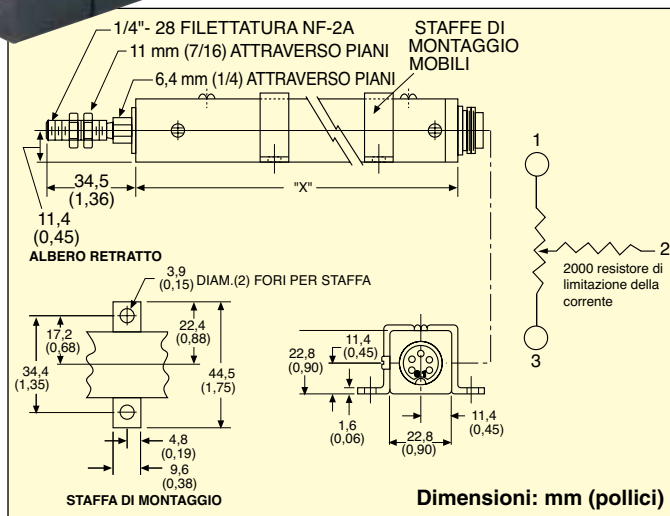 1/4"- 28 FILETTATURA NF-2A
11 mm (7/16) ATTRAVERSO PIANI
6,4 mm (1/4) ATTRAVERSO PIANI
STAFFE DI
MONTAGGIO
MOBILI
34,5
(1,36)
"X"
11,4
(0,45)
ALBERO RETRATTO
1
2
2000 resistore di
limitazione della
corrente
3
3,9
(0,15) DIAM.(2) FORI PER STAFFA
17,2
(0,68)
22,4
(0,88)
34,4
(1,35)
44,5
(1,75)
4,8
(0,19)
9,6
(0,38)
STAFFA DI MONTAGGIO
11,4
(0,45)
22,8
(0,90)
1,6
(0,06)
11,4
(0,45)
22,8
(0,90)
Dimensioni: mm (pollici)